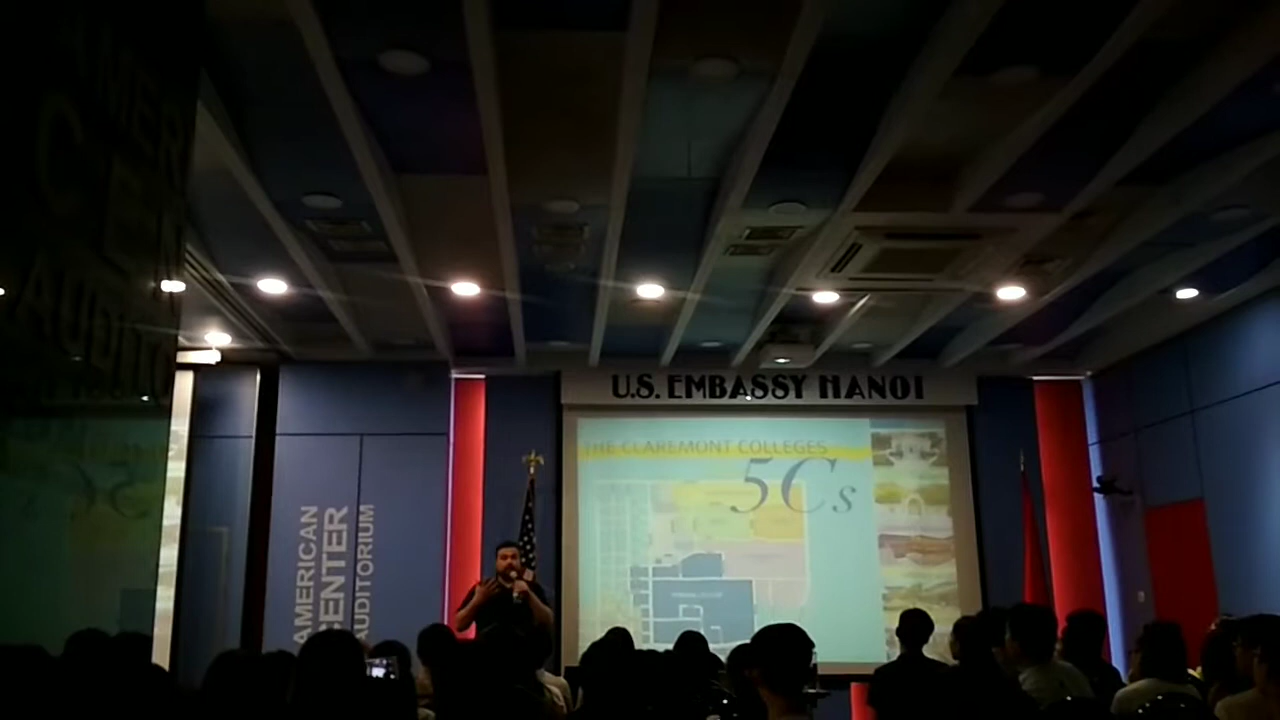 U.S. EMBASSY HANOI
THE CLAREMONT COLLEGES
5Cs
AMERICAN
CENTER
AUDITORIUM